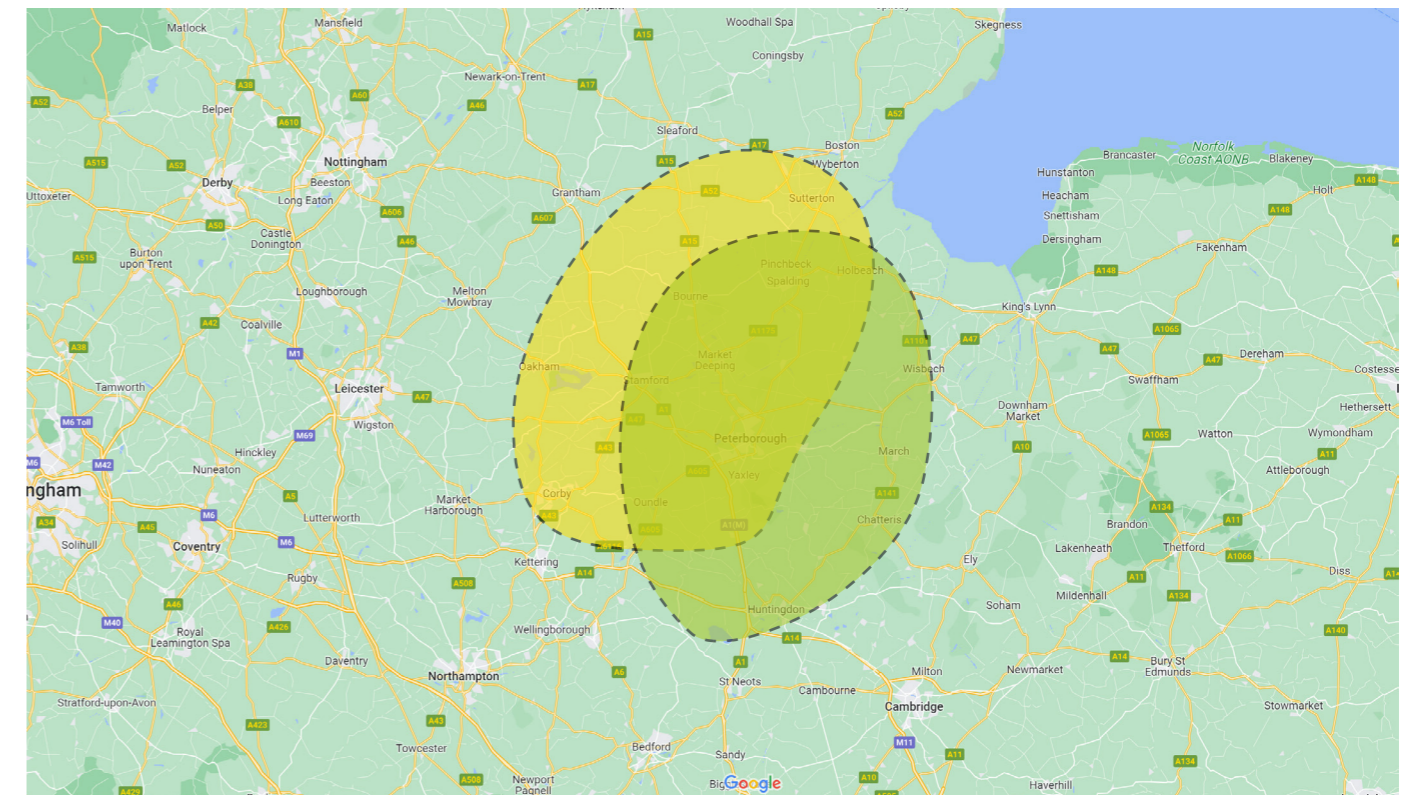 Matlock
Mansfield
A15
Woodhall Spa
Skegness
Coningsby
Newark-on-Trent
A38
A17
A52
A60
A46
Belper
A610
A52
Sleaford
A17
Boston
Nottingham
A515
A52
A15
Wyberton
Brancaster
Norfolk
Coast AONB
Blakeney
Hunstanton
Derby
Beeston
Uttoxeter
Long Eaton
Grantham
A52
Sutterton
Heacham
Holt
A148
A606
A607
Snettisham
A148
A50
Castle
Donington
A46
A15
Dersingham
Fakenham
A515
Burton
upon Trent
Pinchbeck
Holbeach
A148
Spalding
Loughborough
Melton
Mowbray
Bourne
King's Lynn
A42
Coalville
A1175
A1065
A38
M1
A1101
A47
A47
Market
Deeping
A47
Dereham
Oakham
Wisbech
Costesse
Tamworth
Leicester
A47
Stamford
Swaffham
M6 Toll
A1
Downham
Market
Hethersett
Wigston
A47
M69
Peterborough
A1065
Watton
Wymondham
Hinckley
A43
A10
A11
M6
M42
Nuneaton
A605
Yaxley
March
Attleborough
ngham
A5
Market
Harborough
Corby
Oundle
A141
A134
A34
A45
M6
Lutterworth
A43
A605
A1(M)
Chatteris
Brandon
A11
Solihull
Coventry
M6
Lakenheath
Thetford
A1066
Kettering
A14
Ely
Diss
Rugby
A508
A11
A46
Huntingdon
Soham
Mildenhall
A134
M40
Royal
Leamington Spa
A426
Wellingborough
A14
A140
Daventry
A1
A14
Bury St
Edmunds
Northampton
A6
St Neots
Milton
Newmarket
Cambourne
Stratford-upon-Avon
Cambridge
Stowmarket
A423
A43
M11
Towcester
Bedford
Sandy
A11
A134
A508
Newport
Pagnell
Google
A10
Haverhill
A429